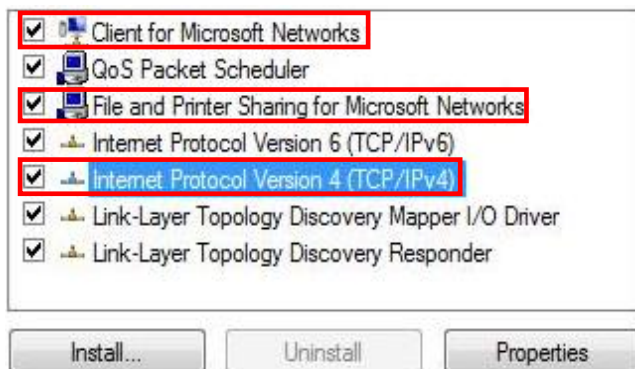 Client for Microsoft Networks
QoS Packet Scheduler
File and Printer Sharing for Microsoft Networks
Internet Protocol Version 6 (TCP/IPv6)
Internet Protocol Version 4 (TCP/IPv4)
Link-Layer Topology Discovery Mapper I/O Driver
Link-Layer Topology Discovery Responder
Install... Uninstall Properties